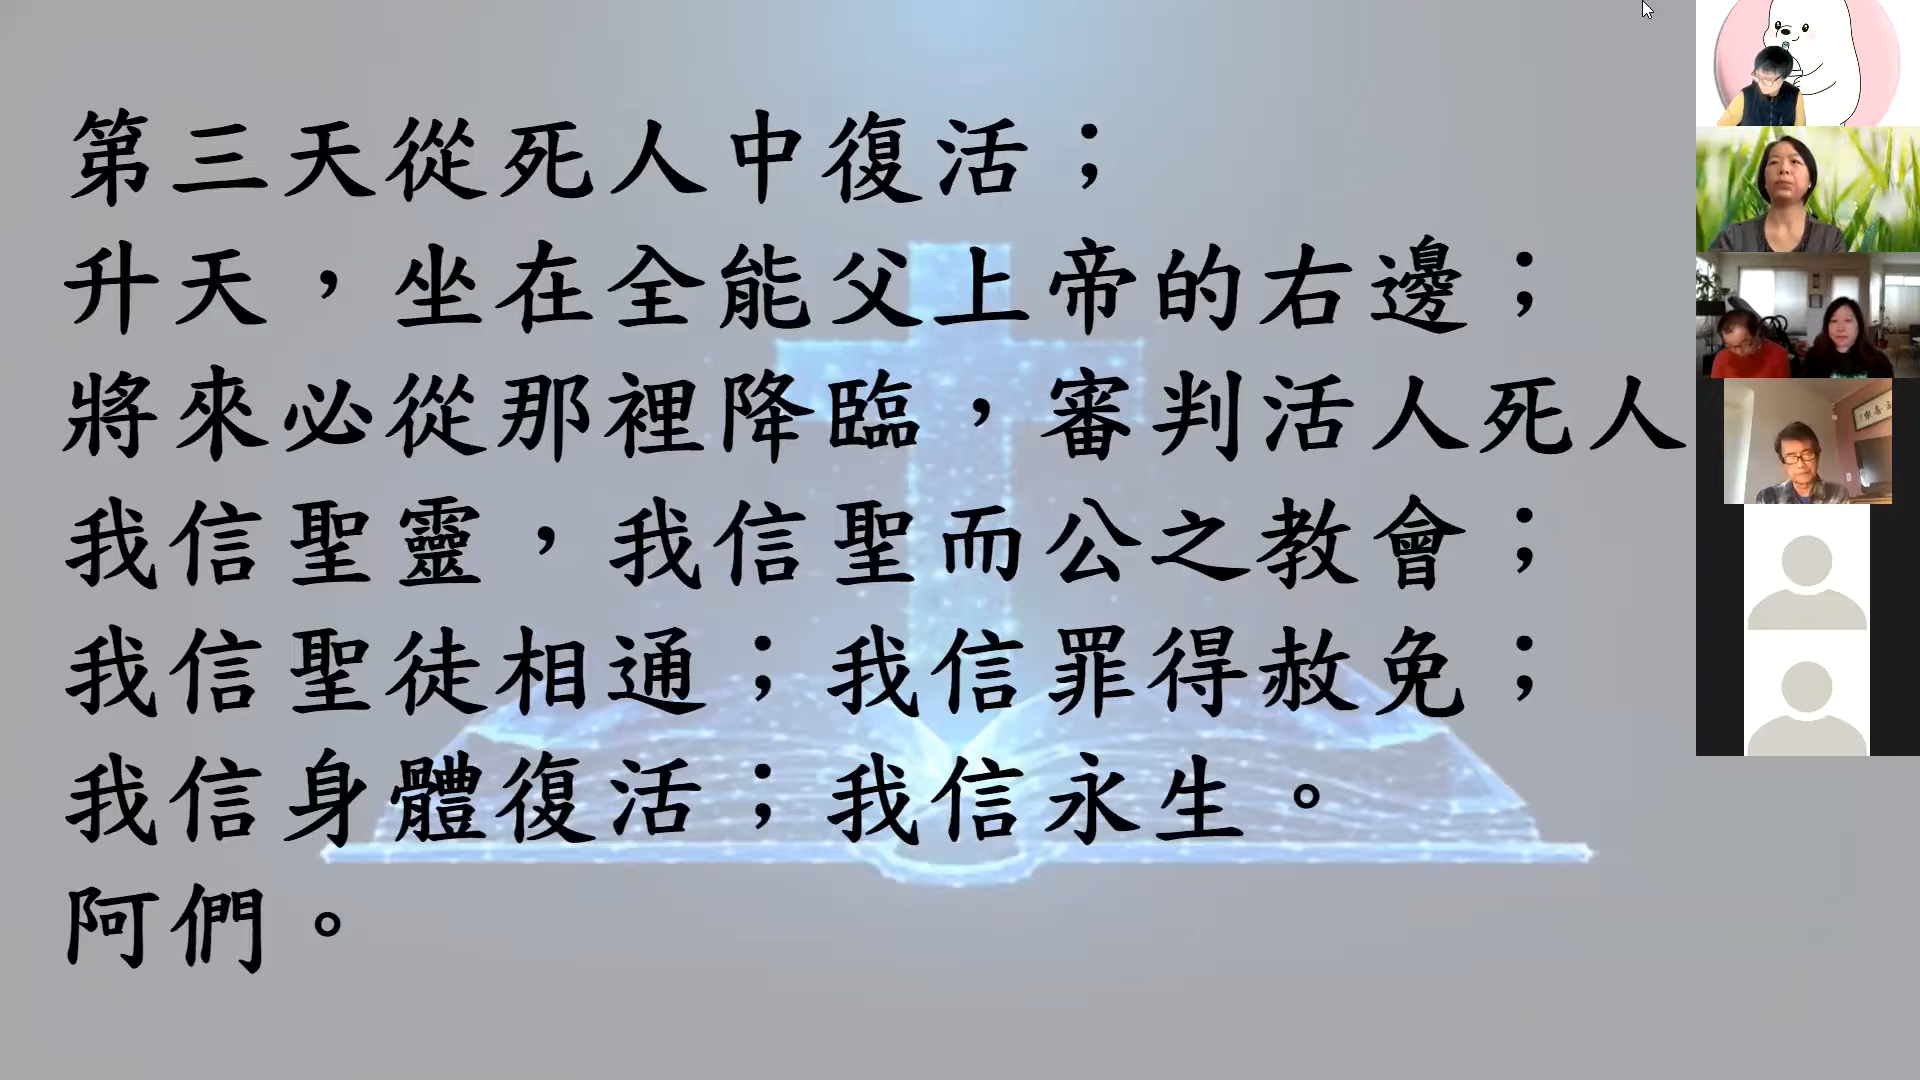 第三天從死人中復活；
升天，坐在全能父上帝的右邊；
將來必從那裡降臨，審判活人死人
我信聖靈，我信聖而公之教會；
我信聖徒相通；我信罪得赦免；
我信身體復活；我信永生。
阿們。